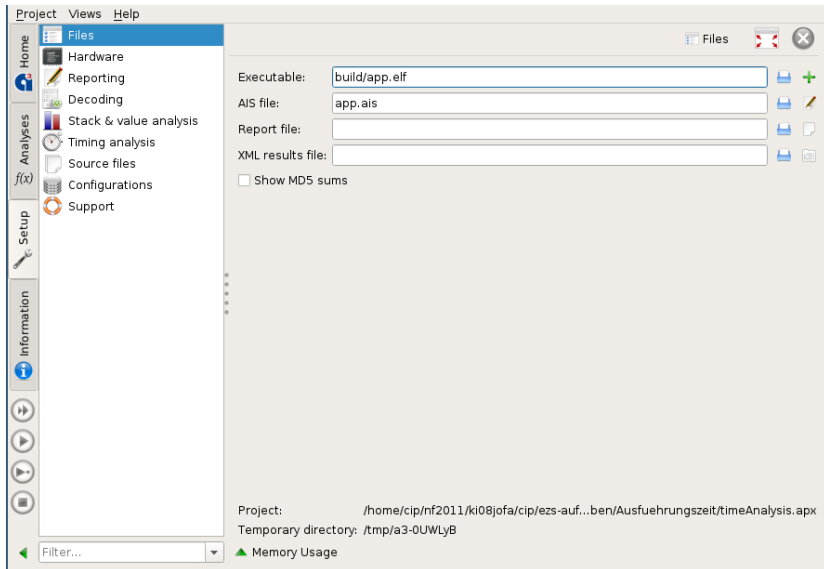 Project Views Help
Home
Analyses
f(x)
Setup
Information
Files
Hardware
Reporting
Decoding
Stack & value analysis
Timing analysis
Source files
Configurations
Support
Filter...
Files
Executable: build/app.elf
AIS file: app.ais
Report file:
XML results file:
Show MD5 sums
Project: /home/cip/nf2011/ki08jofa/cip/ezs-auf...ben/Ausfuehrungszeit/timeAnalysis.apx
Temporary directory: /tmp/a3-0UWLyB
Memory Usage